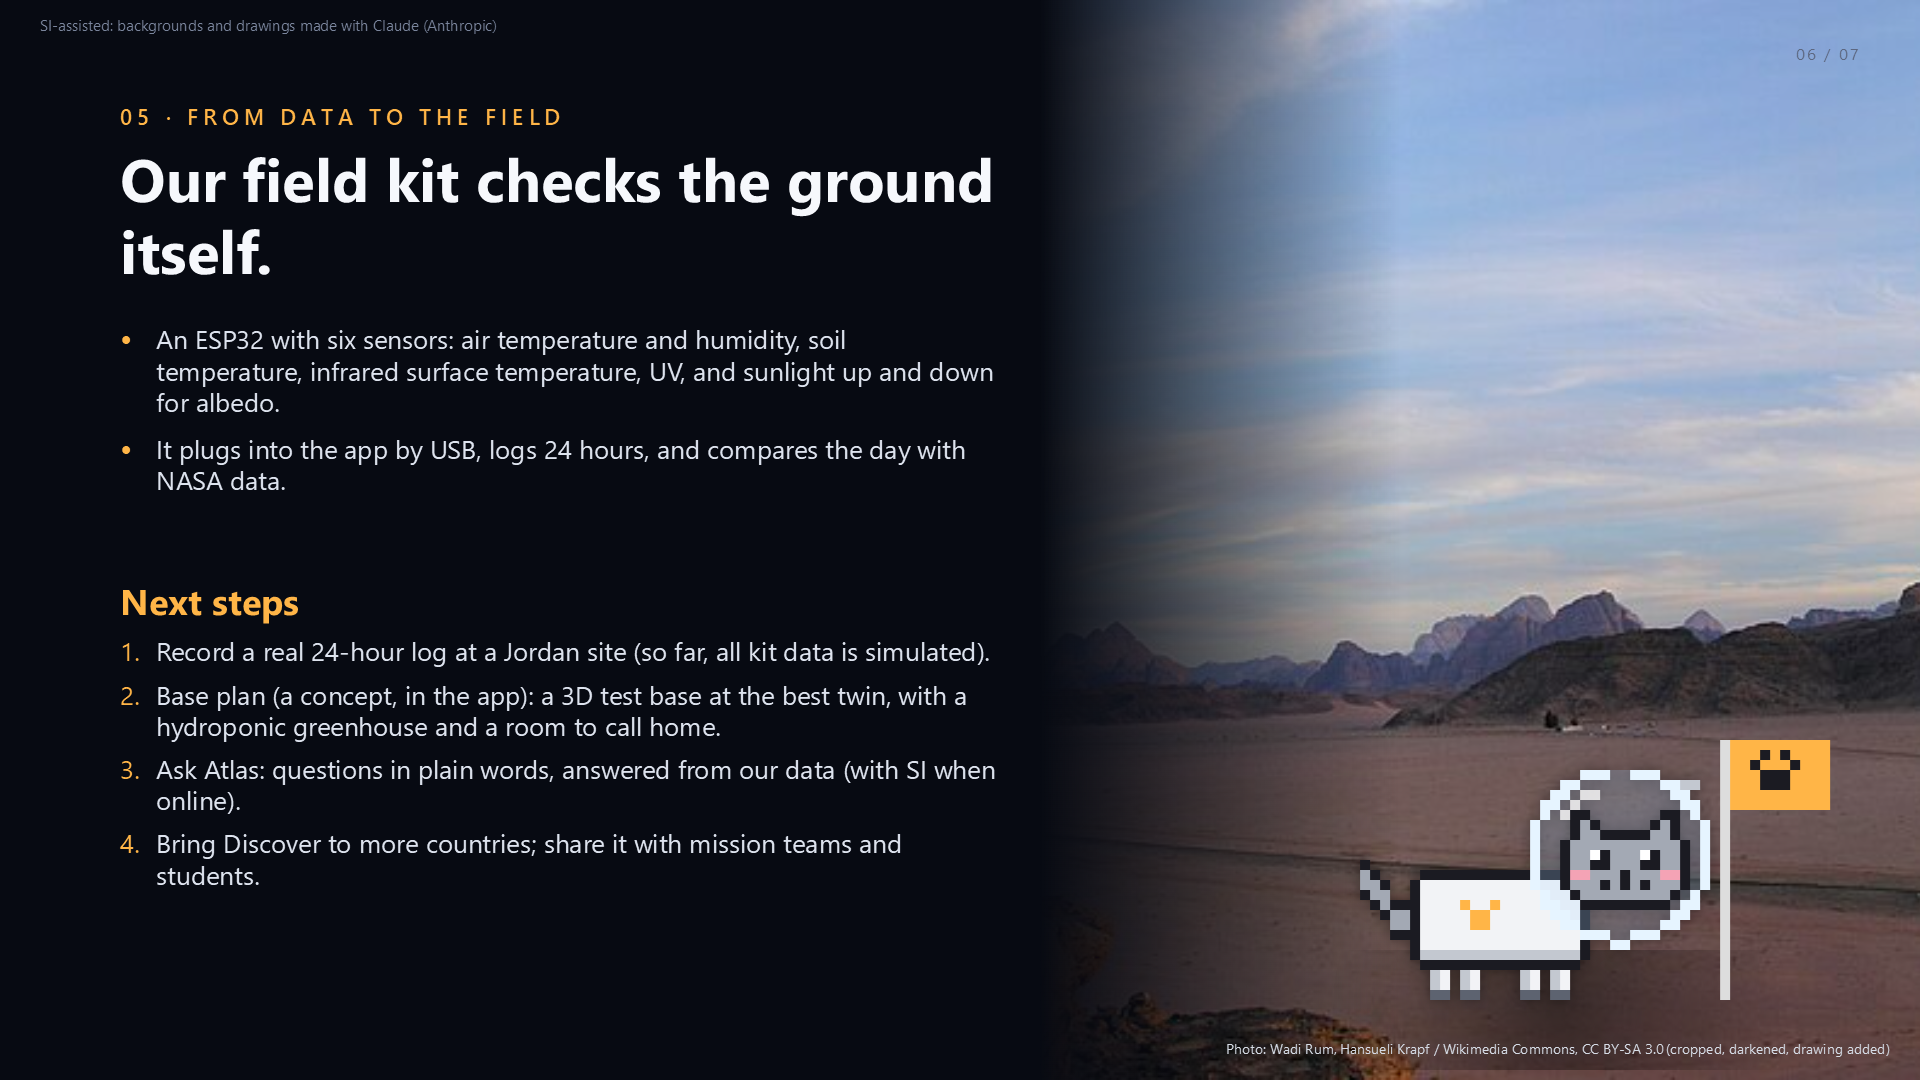 SI-assisted: backgrounds and drawings made with Claude (Anthropic)
06 / 07
05 · FROM DATA TO THE FIELD
Our field kit checks the ground
itself.
• An ESP32 with six sensors: air temperature and humidity, soil
temperature, infrared surface temperature, UV, and sunlight up and down
for albedo.
• It plugs into the app by USB, logs 24 hours, and compares the day with
NASA data.
Next steps
1. Record a real 24-hour log at a Jordan site (so far, all kit data is simulated).
2. Base plan (a concept, in the app): a 3D test base at the best twin, with a
hydroponic greenhouse and a room to call home.
3. Ask Atlas: questions in plain words, answered from our data (with SI when
online).
4. Bring Discover to more countries; share it with mission teams and
students.
Photo: Wadi Rum, Hansueli Krapf / Wikimedia Commons, CC BY-SA 3.0 (cropped, darkened, drawing added)